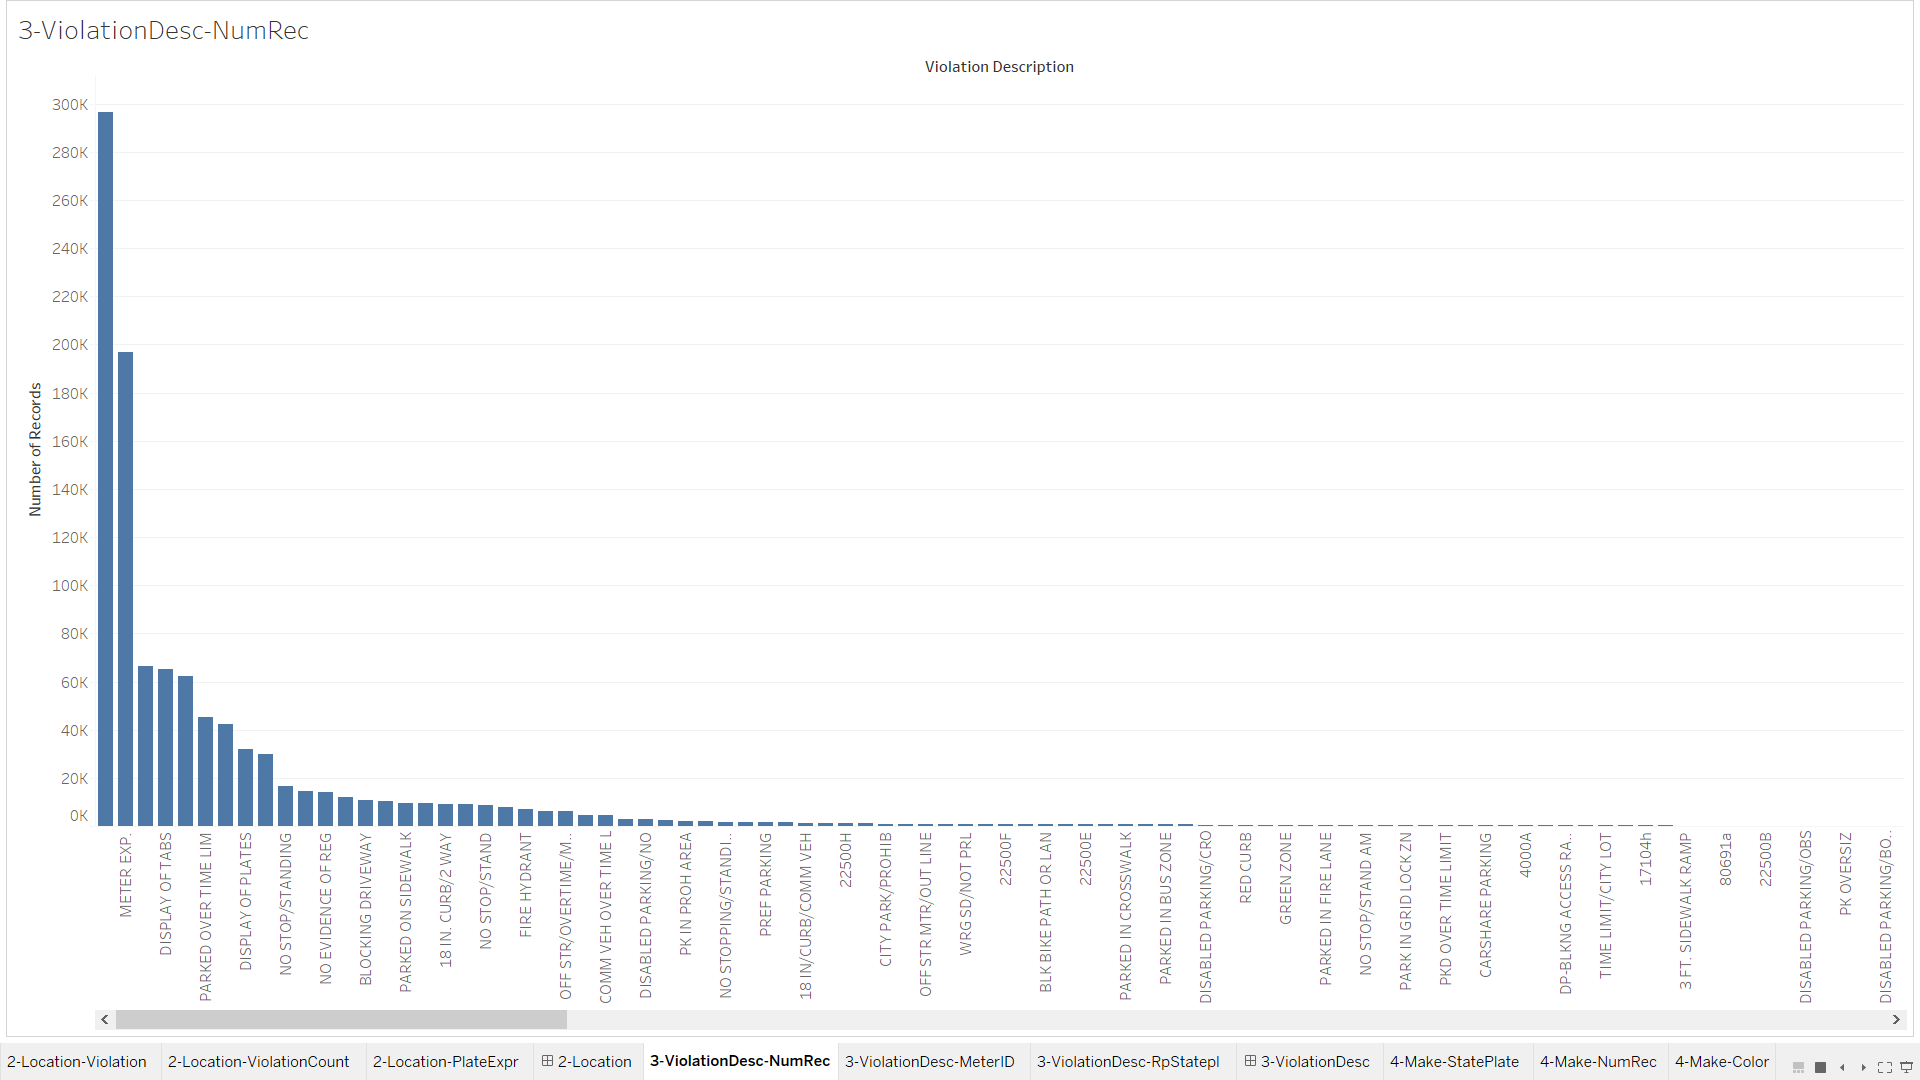 3-ViolationDesc-NumRec
Violation Description
300K
280K
260K
240K
220K
200K
180K
160K
140K
120K
100K
80K
60K
40K
20K
0K
Number of Records
METER EXP.
DISPLAY OF TABS
PARKED OVER TIME LIM
DISPLAY OF PLATES
NO STOP/STANDING
NO EVIDENCE OF REG
BLOCKING DRIVEWAY
PARKED ON SIDEWALK
18 IN. CURB/2 WAY
NO STOP/STAND
FIRE HYDRANT
OFF STR/OVERTIME/M..
COMM VEH OVER TIME L
DISABLED PARKING/NO
PK IN PROH AREA
NO STOPPING/STANDI..
PREF PARKING
18 IN/CURB/COMM VEH
22500H
CITY PARK/PROHIB
OFF STR MTR/OUT LINE
WRG SD/NOT PRL
22500F
BLK BIKE PATH OR LAN
22500E
PARKED IN CROSSWALK
PARKED IN BUS ZONE
DISABLED PARKING/CRO
RED CURB
GREEN ZONE
PARKED IN FIRE LANE
NO STOP/STAND AM
PARK IN GRID LOCK ZN
PKD OVER TIME LIMIT
CARSHARE PARKING
4000A
DP-BLKNG ACCESS RA..
TIME LIMIT/CITY LOT
17104h
3 FT. SIDEWALK RAMP
80691a
22500B
DISABLED PARKING/OBS
PK OVERSIZ
DISABLED PARKING/BO..
2-Location-Violation
2-Location-ViolationCount
2-Location-PlateExpr
2-Location
3-ViolationDesc-NumRec
3-ViolationDesc-MeterID
3-ViolationDesc-RpStatepl
3-ViolationDesc
4-Make-StatePlate
4-Make-NumRec
4-Make-Color